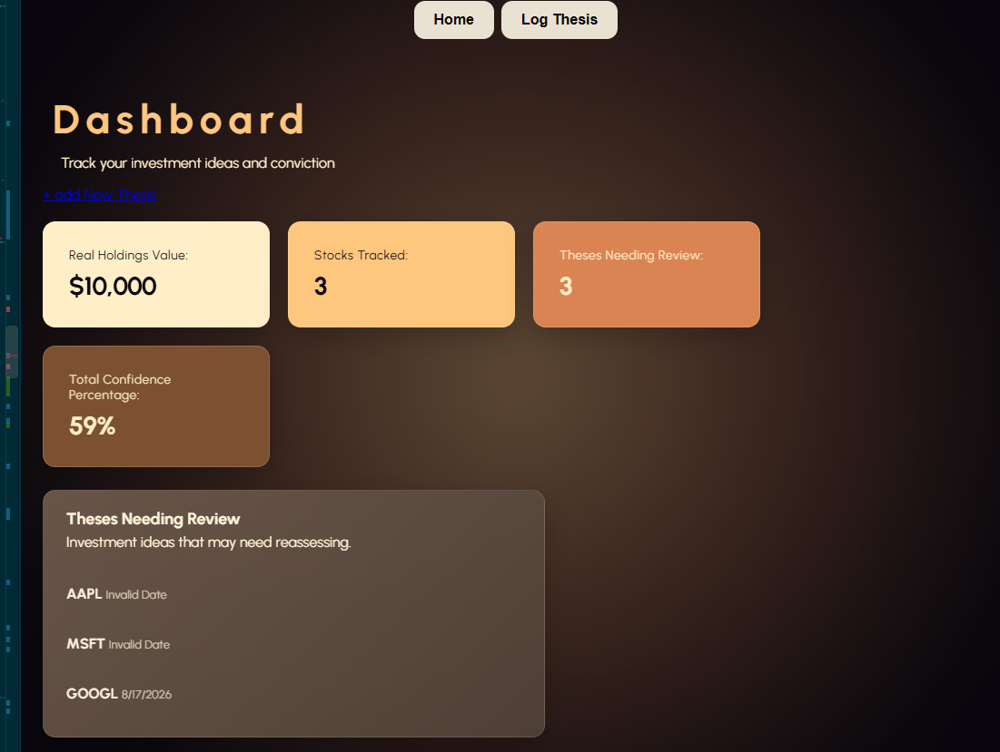 Home
Log Thesis
Dashboard
Track your investment ideas and conviction
+ add New Thesis
Real Holdings Value:
$10,000
Stocks Tracked:
3
Theses Needing Review:
3
Total Confidence
Percentage:
59%
Theses Needing Review
Investment ideas that may need reassessing.
AAPL Invalid Date
MSFT Invalid Date
GOOGL 8/17/2026